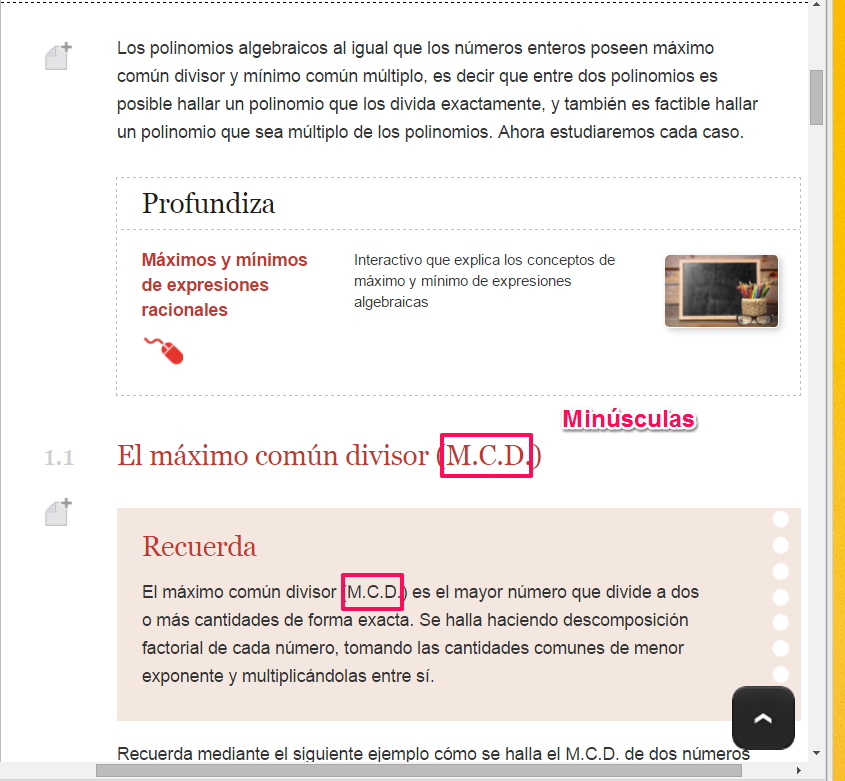 Los polinomios algebraicos al igual que los números enteros poseen máximo
común divisor y mínimo común múltiplo, es decir que entre dos polinomios es
posible hallar un polinomio que los divida exactamente, y también es factible hallar
un polinomio que sea múltiplo de los polinomios. Ahora estudiaremos cada caso.
Profundiza
Máximos y mínimos
de expresiones
racionales
Interactivo que explica los conceptos de
máximo y mínimo de expresiones
algebraicas
Minúsculas
1.1 El máximo común divisor (M.C.D.)
Recuerda
El máximo común divisor (M.C.D.) es el mayor número que divide a dos
o más cantidades de forma exacta. Se halla haciendo descomposición
factorial de cada número, tomando las cantidades comunes de menor
exponente y multiplicándolas entre sí.
Recuerda mediante el siguiente ejemplo cómo se halla el M.C.D. de dos números